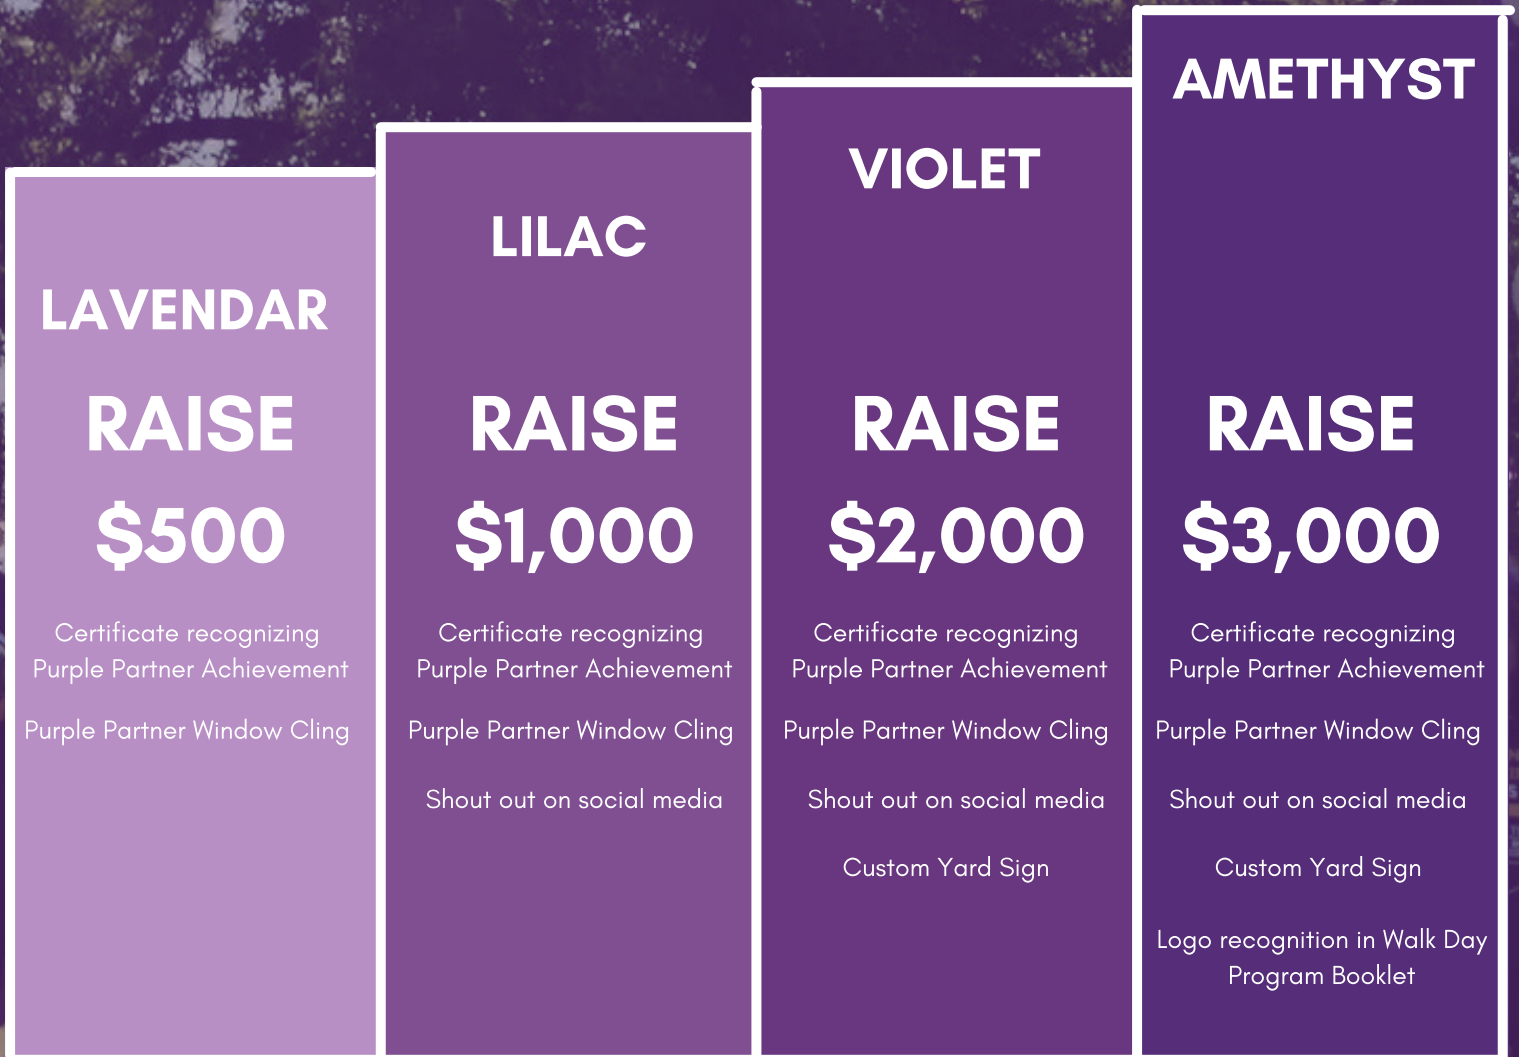 LAVENDAR
RAISE
$500
Certificate recognizing
Purple Partner Achievement
Purple Partner Window Cling
LILAC
RAISE
$1,000
Certificate recognizing
Purple Partner Achievement
Purple Partner Window Cling
Shout out on social media
VIOLET
RAISE
$2,000
Certificate recognizing
Purple Partner Achievement
Purple Partner Window Cling
Shout out on social media
Custom Yard Sign
AMETHYST
RAISE
$3,000
Certificate recognizing
Purple Partner Achievement
Purple Partner Window Cling
Shout out on social media
Custom Yard Sign
Logo recognition in Walk Day
Program Booklet